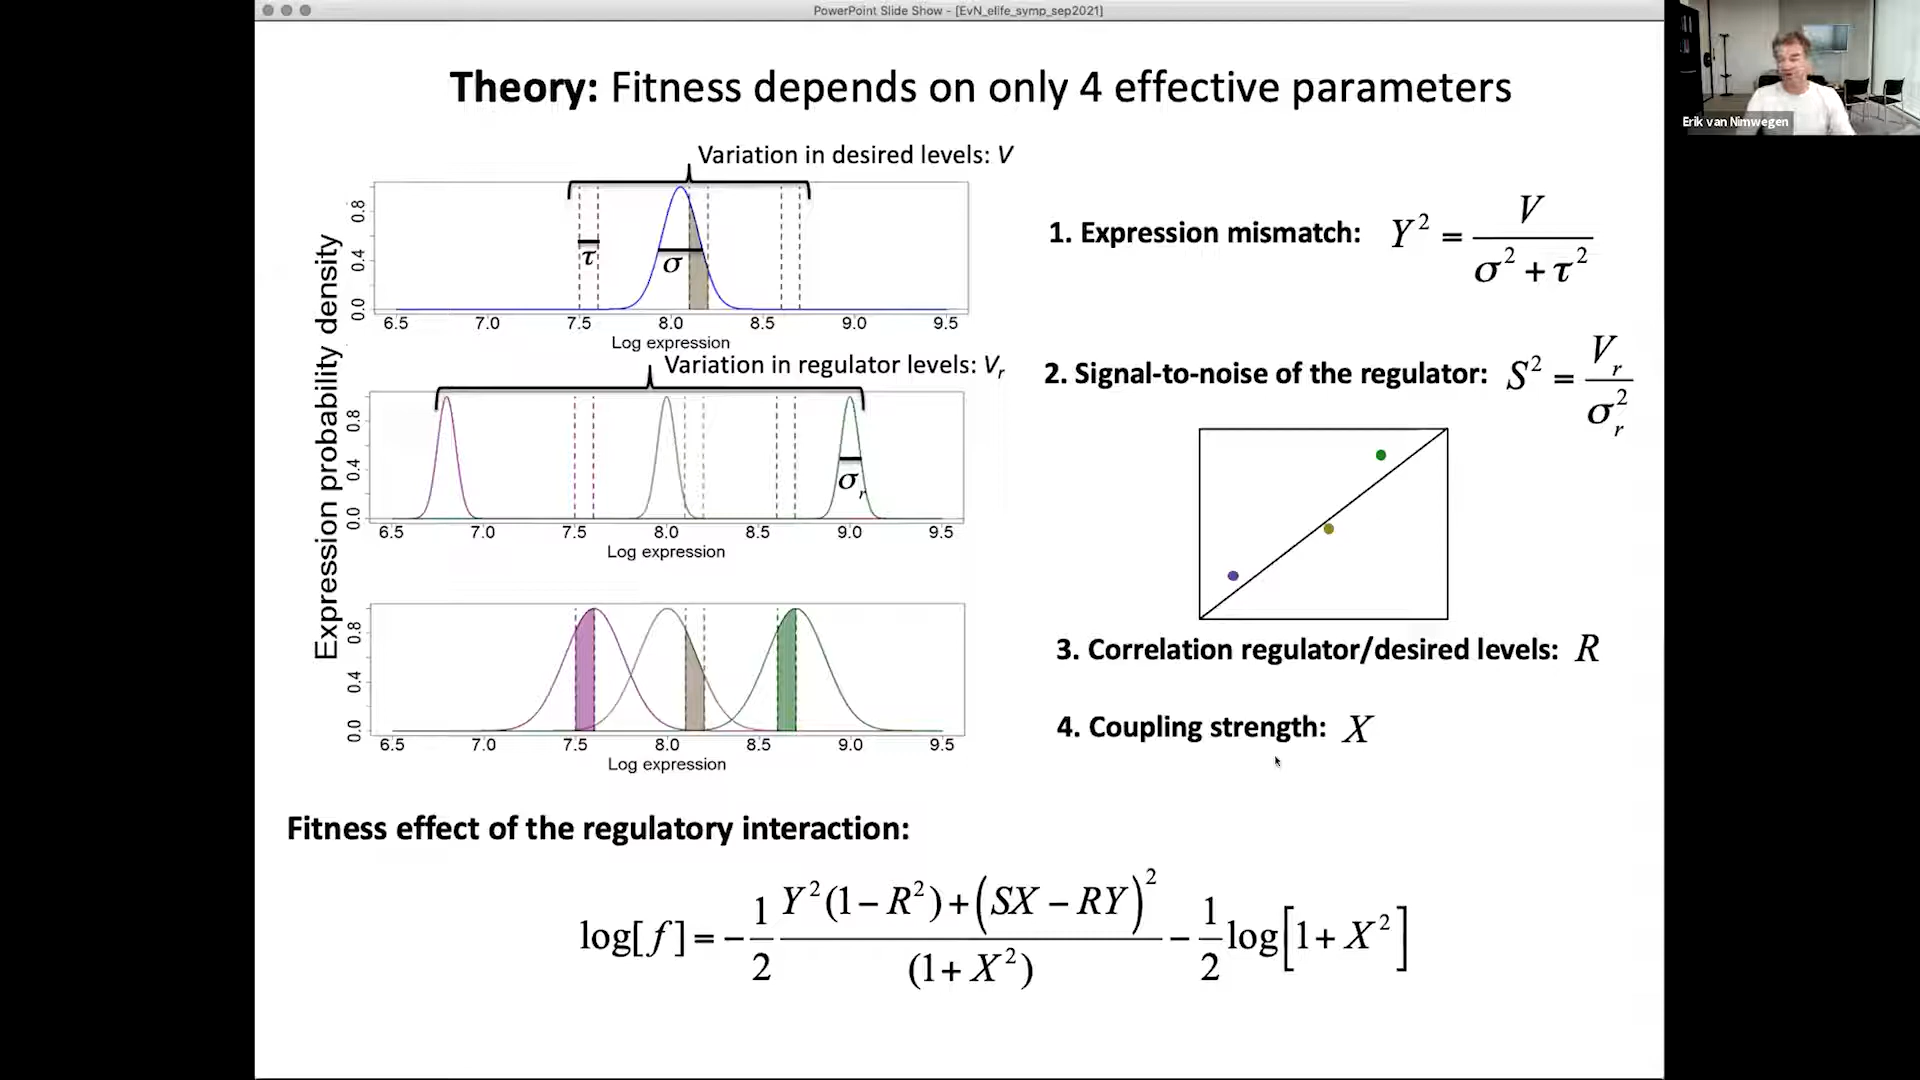 PowerPoint Slide Show - [EvN_elife_symp_sep2021]
Erik van Nimwegen
Theory: Fitness depends on only 4 effective parameters
Variation in desired levels: V
Expression probability density
0.0 0.4 0.8
τ
σ
6.5 7.0 7.5 8.0 8.5 9.0 9.5
Log expression
Variation in regulator levels: Vᵣ
0.0 0.4 0.8
σᵣ
6.5 7.0 7.5 8.0 8.5 9.0 9.5
Log expression
0.0 0.4 0.8
6.5 7.0 7.5 8.0 8.5 9.0 9.5
Log expression
1. Expression mismatch: Y² = V / (σ² + τ²)
2. Signal-to-noise of the regulator: S² = Vᵣ / σᵣ²
3. Correlation regulator/desired levels: R
4. Coupling strength: X
Fitness effect of the regulatory interaction:
log[f] = −1/2 (Y²(1 − R²) + (SX − RY)²) / (1 + X²) − 1/2 log[1 + X²]